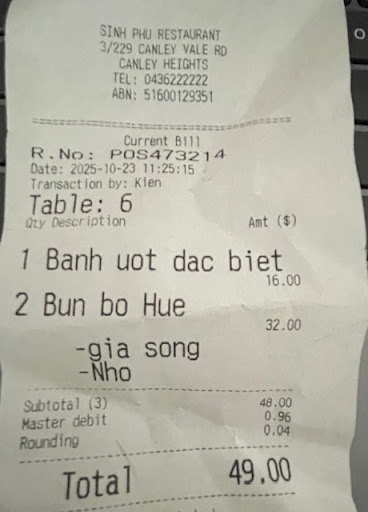 SINH PHU RESTAURANT
3/229 CANLEY VALE RD
CANLEY HEIGHTS
TEL: 0436222222
ABN: 51600129351
Current Bill
R.No: POS473214
Date: 2025-10-23 11:25:15
Transaction by: Kien
Table: 6
Qty Description Amt ($)
1 Banh uot dac biet
16.00
2 Bun bo Hue
32.00
-gia song
-Nho
Subtotal (3) 48.00
Master debit 0.96
Rounding 0.04
Total 49.00